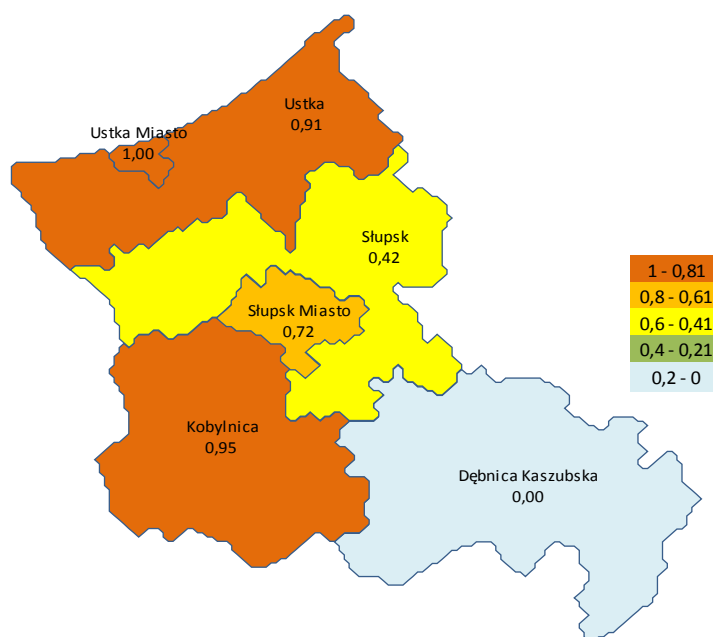 Ustka
0,91
Ustka Miasto
1,00
Słupsk
0,42
Słupsk Miasto
0,72
Kobylnica
0,95
Dębnica Kaszubska
0,00
1 - 0,81
0,8 - 0,61
0,6 - 0,41
0,4 - 0,21
0,2 - 0